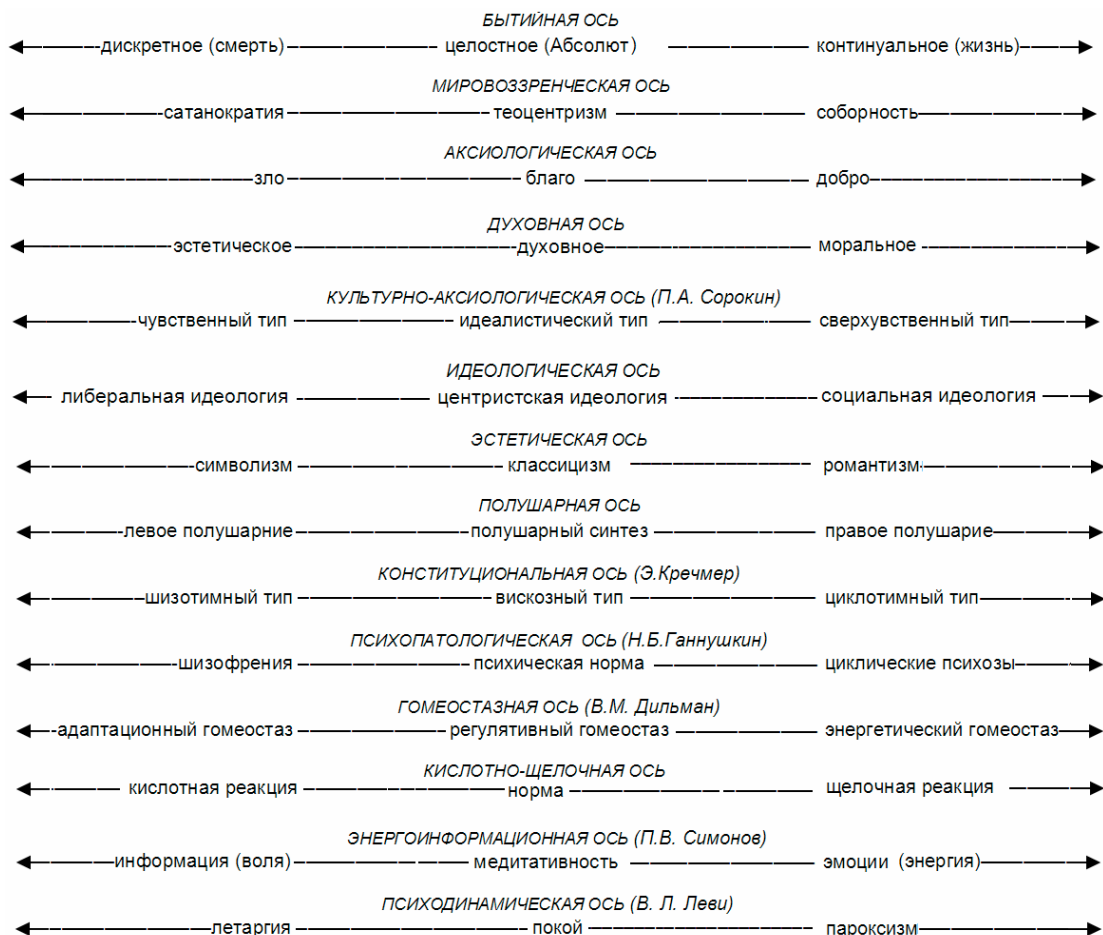 БЫТИЙНАЯ ОСЬ
дискретное (смерть) целостное (Абсолют) континуальное (жизнь)
МИРОВОЗЗРЕНЧЕСКАЯ ОСЬ
сатанократия теоцентризм соборность
АКСИОЛОГИЧЕСКАЯ ОСЬ
зло благо добро
ДУХОВНАЯ ОСЬ
эстетическое духовное моральное
КУЛЬТУРНО-АКСИОЛОГИЧЕСКАЯ ОСЬ (П.А. Сорокин)
чувственный тип идеалистический тип сверхувственный тип
ИДЕОЛОГИЧЕСКАЯ ОСЬ
либеральная идеология центристская идеология социальная идеология
ЭСТЕТИЧЕСКАЯ ОСЬ
символизм классицизм романтизм
ПОЛУШАРНАЯ ОСЬ
левое полушарние полушарный синтез правое полушарие
КОНСТИТУЦИОНАЛЬНАЯ ОСЬ (Э.Кречмер)
шизотимный тип вискозный тип циклотимный тип
ПСИХОПАТОЛОГИЧЕСКАЯ ОСЬ (Н.Б.Ганнушкин)
шизофрения психическая норма циклические психозы
ГОМЕОСТАЗНАЯ ОСЬ (В.М. Дильман)
адаптационный гомеостаз регулятивный гомеостаз энергетический гомеостаз
КИСЛОТНО-ЩЕЛОЧНАЯ ОСЬ
кислотная реакция норма щелочная реакция
ЭНЕРГОИНФОРМАЦИОННАЯ ОСЬ (П.В. Симонов)
информация (воля) медитативность эмоции (энергия)
ПСИХОДИНАМИЧЕСКАЯ ОСЬ (В. Л. Леви)
летаргия покой пароксизм